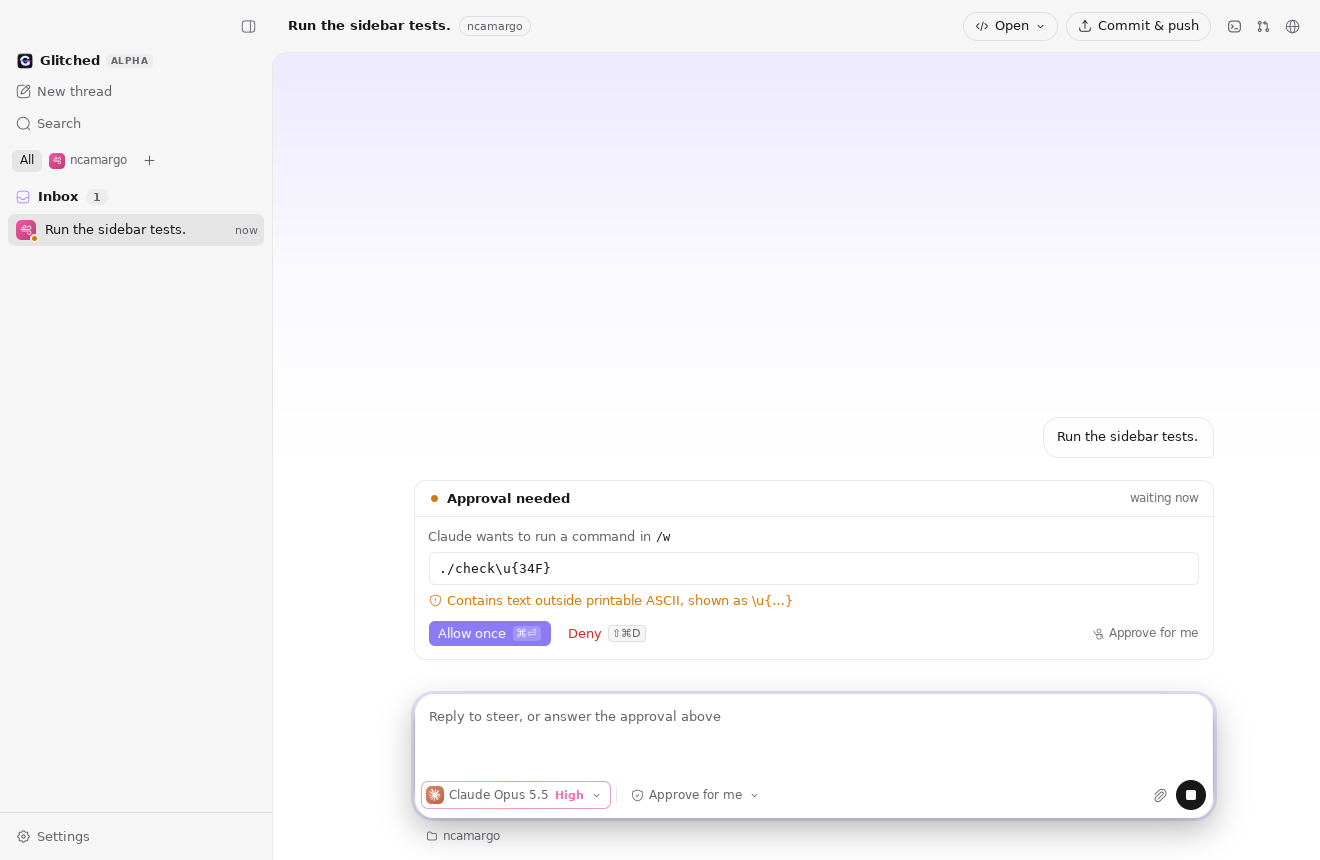 Run the sidebar tests. ncamargo
Open
Commit & push
Glitched ALPHA
New thread
Search
All ncamargo
Inbox 1
Run the sidebar tests. now
Run the sidebar tests.
Approval needed waiting now
Claude wants to run a command in /w
./check\u{34F}
Contains text outside printable ASCII, shown as \u{…}
Allow once ⌘⏎ Deny ⇧⌘D Approve for me
Reply to steer, or answer the approval above
Claude Opus 5.5 High Approve for me
ncamargo
Settings